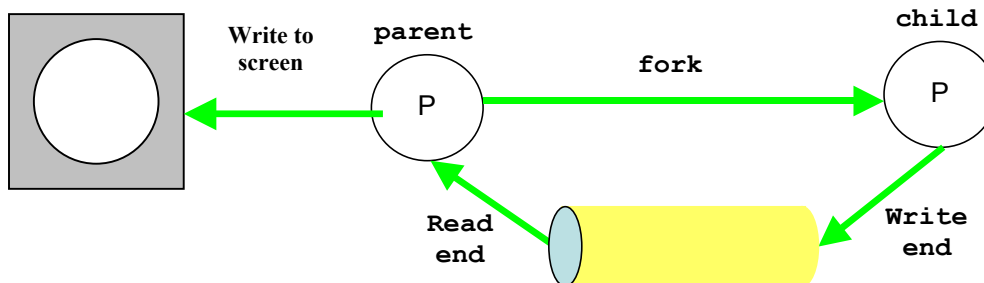 Write to
screen
parent
P
fork
child
P
Read
end
Write
end